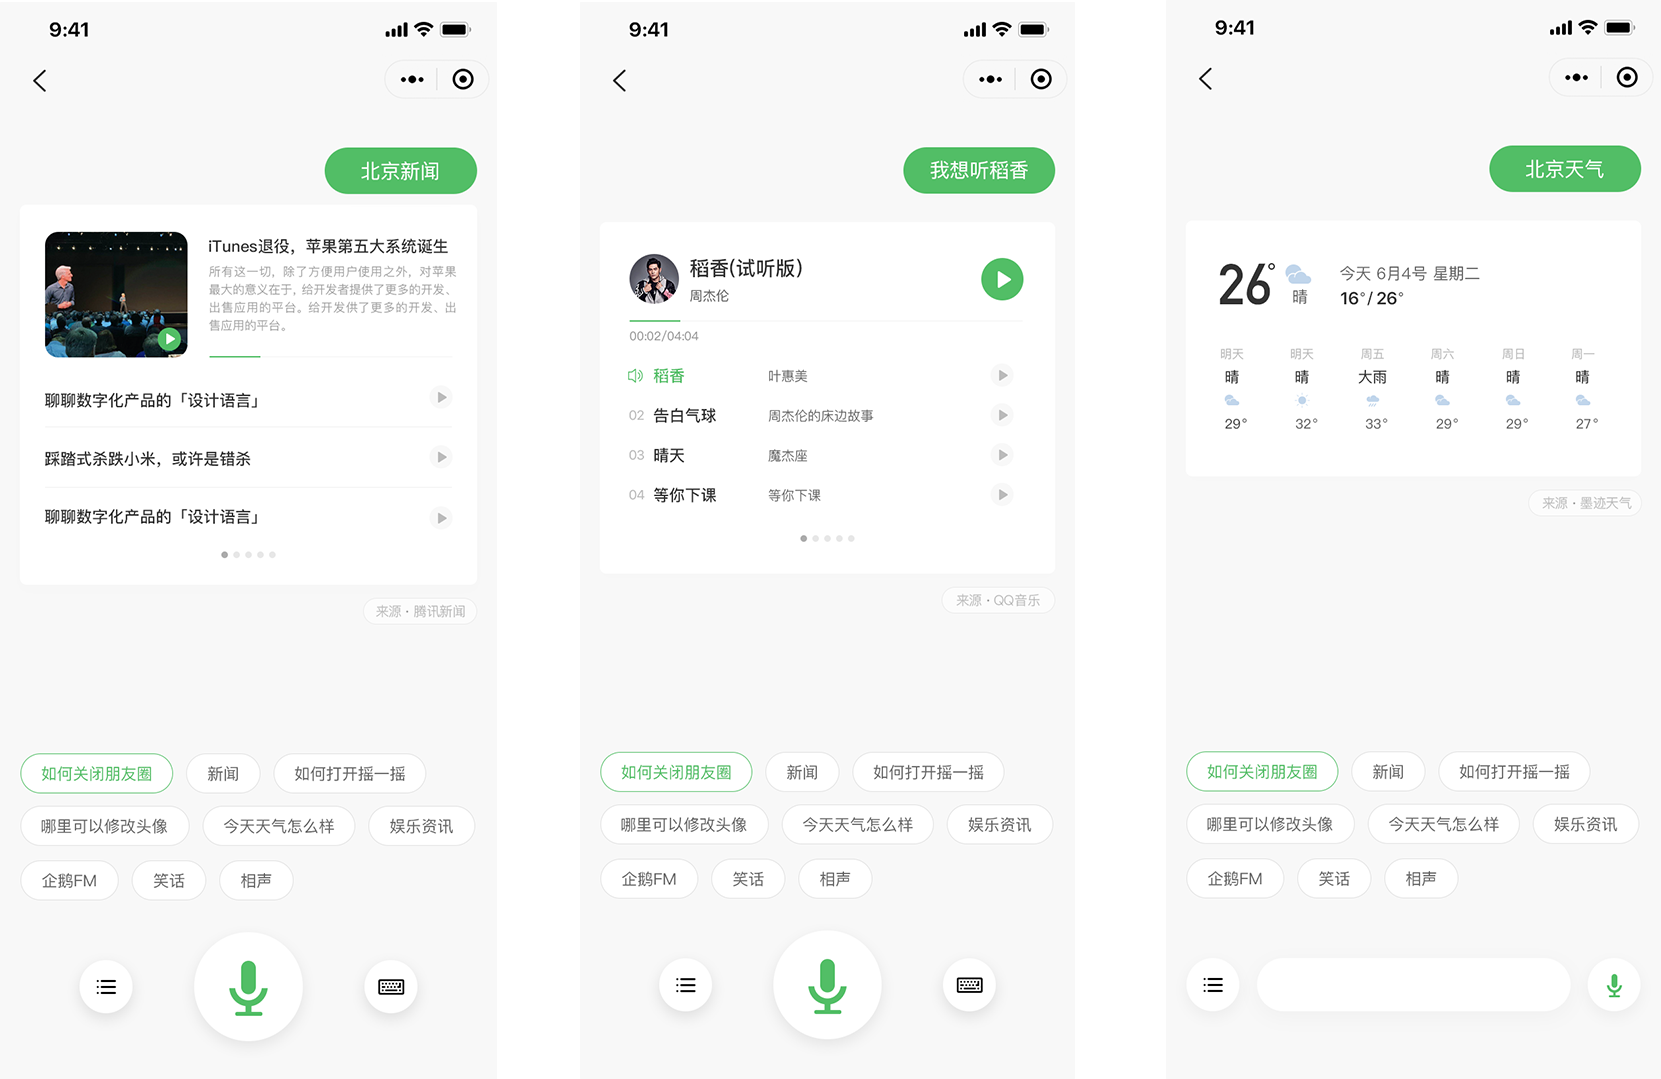 9:41
北京新闻
iTunes退役，苹果第五大系统诞生
所有这一切，除了方便用户使用之外，对苹果
最大的意义在于，给开发者提供了更多的开发、
出售应用的平台。给开发供了更多的开发、出
售应用的平台。
聊聊数字化产品的「设计语言」
踩踏式杀跌小米，或许是错杀
聊聊数字化产品的「设计语言」
来源·腾讯新闻
如何关闭朋友圈 新闻 如何打开摇一摇
哪里可以修改头像 今天天气怎么样 娱乐资讯
企鹅FM 笑话 相声
9:41
我想听稻香
稻香(试听版)
周杰伦
00:02/04:04
稻香 叶惠美
02 告白气球 周杰伦的床边故事
03 晴天 魔杰座
04 等你下课 等你下课
来源·QQ音乐
如何关闭朋友圈 新闻 如何打开摇一摇
哪里可以修改头像 今天天气怎么样 娱乐资讯
企鹅FM 笑话 相声
9:41
北京天气
26° 晴
今天 6月4号 星期二
16°/ 26°
明天 明天 周五 周六 周日 周一
晴 晴 大雨 晴 晴 晴
29° 32° 33° 29° 29° 27°
来源·墨迹天气
如何关闭朋友圈 新闻 如何打开摇一摇
哪里可以修改头像 今天天气怎么样 娱乐资讯
企鹅FM 笑话 相声